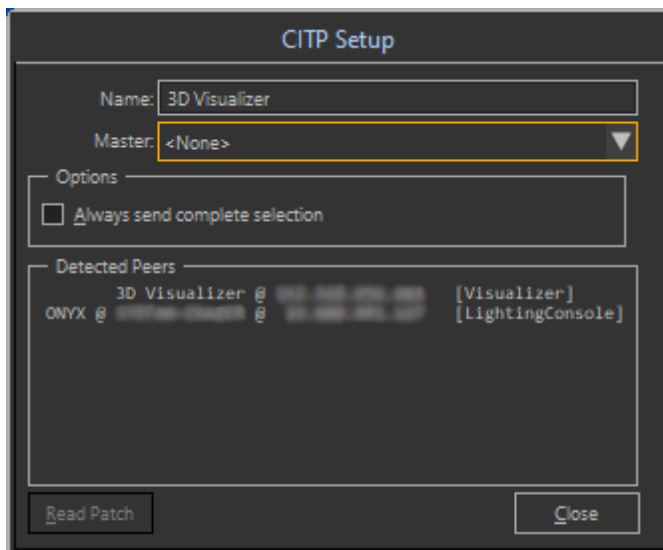 CITP Setup
Name: 3D Visualizer
Master: <None>
Options
Always send complete selection
Detected Peers
3D Visualizer @ [Visualizer]
ONYX @ @ [LightingConsole]
Read Patch
Close